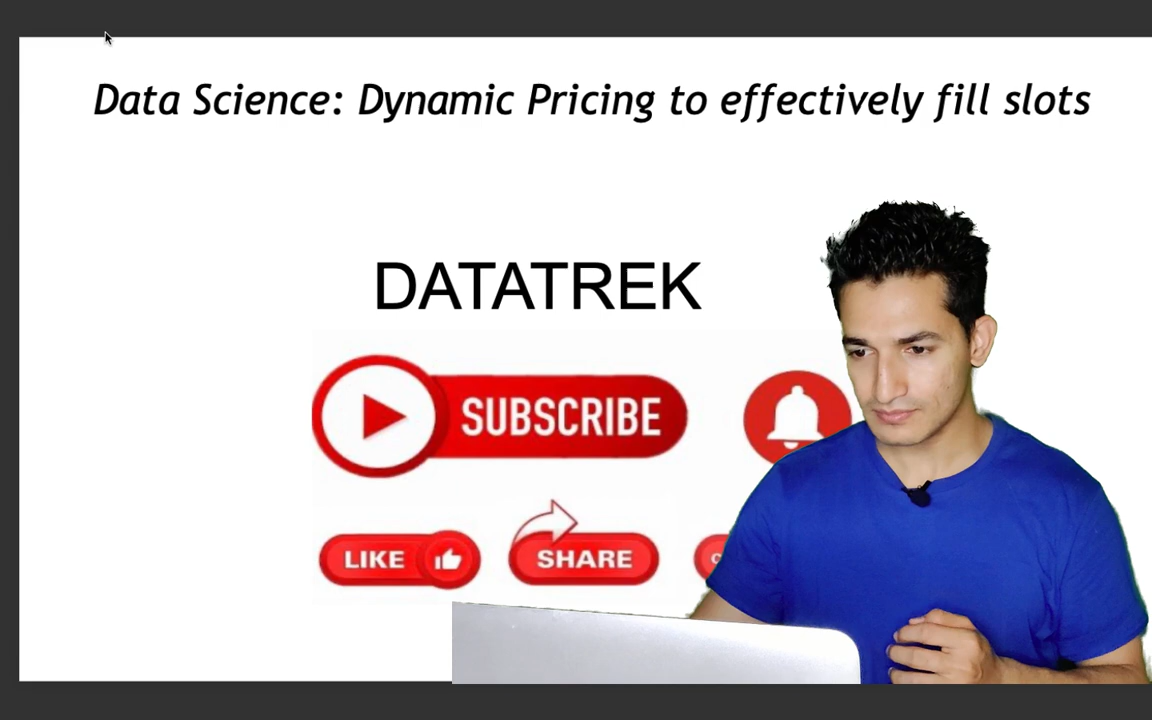 Data Science: Dynamic Pricing to effectively fill slots
DATATREK
SUBSCRIBE
LIKE
SHARE